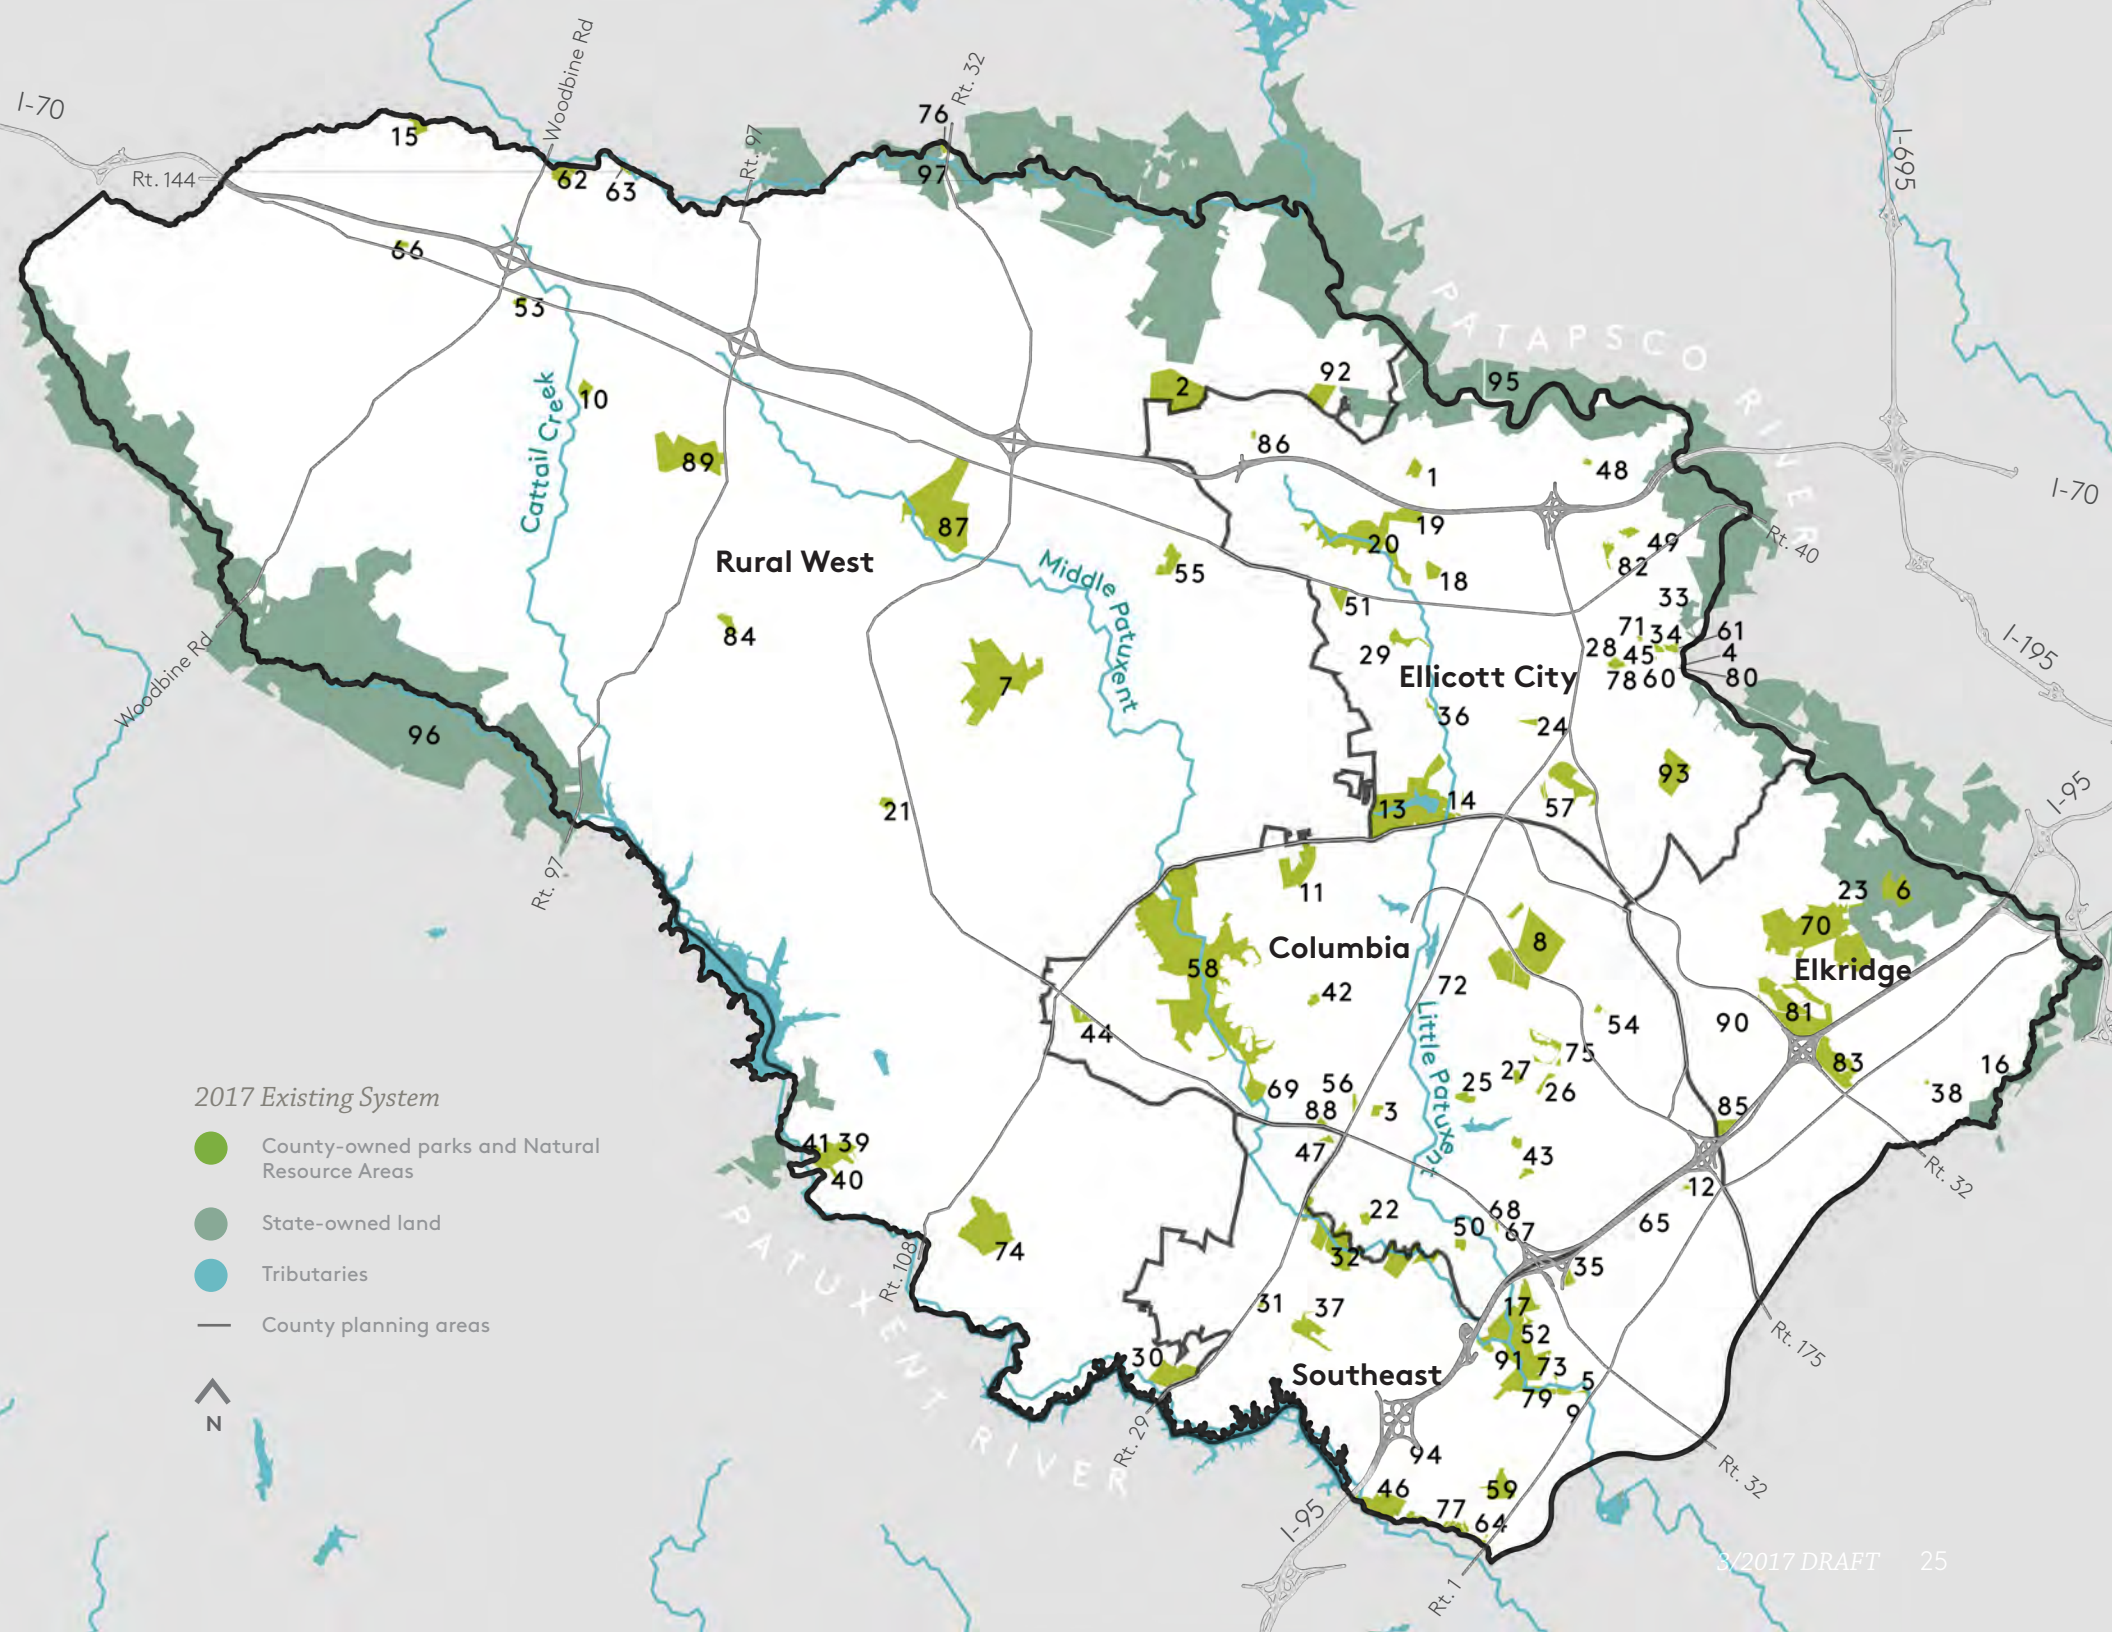 76
Rt. 32
Woodbine Rd
I-70
15
Rt. 97
I-695
Rt. 144
62
63
97
66
53
PATAPSCO RIVER
10
2
92
95
Cattail Creek
89
86
1
48
I-70
87
19
20
49
82
Rt. 40
Rural West
Middle Patuxent
55
18
51
33
84
71
34
61
28
45
4
29
I-195
Woodbine Rd
7
Ellicott City
78
60
80
36
24
96
93
21
13
14
57
I-95
Rt. 97
11
23
6
70
8
Columbia
58
Elkridge
42
72
Little Patuxent
44
54
90
81
75
83
16
69
56
25
27
26
38
88
3
85
2017 Existing System
County-owned parks and Natural
Resource Areas
State-owned land
Tributaries
County planning areas
N
41
39
40
47
43
Rt. 32
12
22
68
50
67
65
74
32
35
Rt. 108
PATUXENT RIVER
31
37
17
52
Rt. 175
30
91
73
5
Southeast
79
9
Rt. 29
94
46
59
Rt. 32
77
64
I-95
Rt. 1
3/2017 DRAFT
25